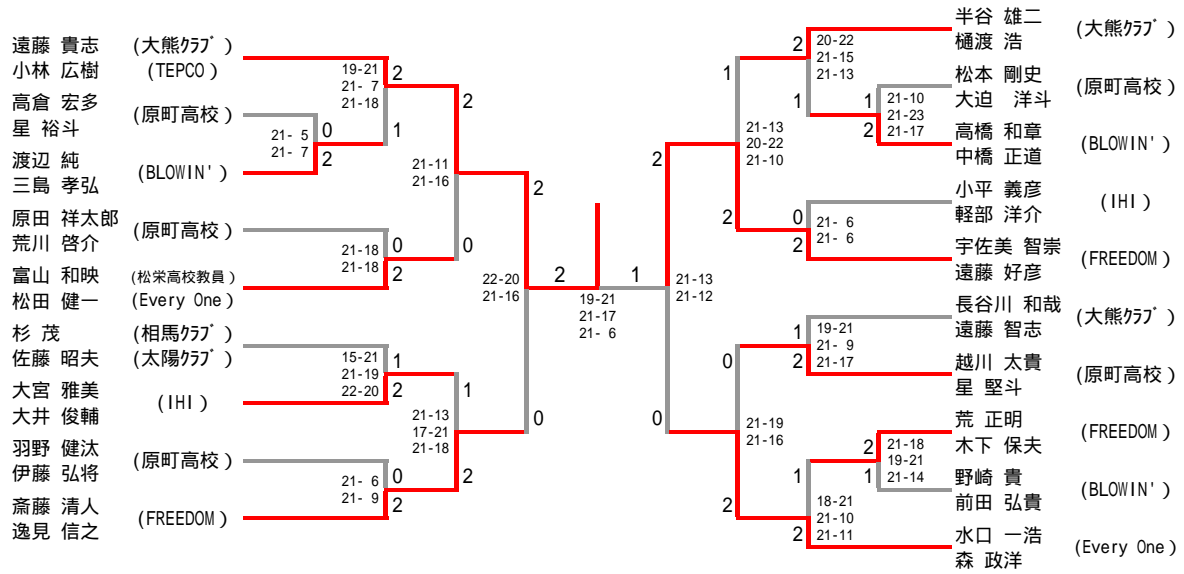 遠藤 貴志 (大熊ｸﾗﾌﾞ)
小林 広樹 (TEPCO)
高倉 宏多
星 裕斗
(原町高校)
渡辺 純
三島 孝弘
(BLOWIN')
原田 祥太郎
荒川 啓介
(原町高校)
富山 和映 (松栄高校教員)
松田 健一 (Every One)
杉 茂 (相馬ｸﾗﾌﾞ)
佐藤 昭夫 (太陽ｸﾗﾌﾞ)
大宮 雅美
大井 俊輔
(IHI)
羽野 健汰
伊藤 弘将
(原町高校)
斎藤 清人
逸見 信之
(FREEDOM)
19-21
21- 7
21-18
2
1
21- 5
21- 7
0
2
21-18
21-18
0
2
15-21
21-19
22-20
1
2
21- 6
21- 9
0
2
21-11
21-16
2
0
21-13
17-21
21-18
1
2
22-20
21-16
2
0
2
1
19-21
21-17
21- 6
21-13
21-12
2
0
21-13
20-22
21-10
1
2
21-19
21-16
0
2
20-22
21-15
21-13
2
1
21-10
21-23
21-17
1
2
21- 6
21- 6
0
2
19-21
21- 9
21-17
1
2
21-18
19-21
21-14
2
1
18-21
21-10
21-11
1
2
半谷 雄二
樋渡 浩
(大熊ｸﾗﾌﾞ)
松本 剛史
大迫 洋斗
(原町高校)
高橋 和章
中橋 正道
(BLOWIN')
小平 義彦
軽部 洋介
(IHI)
宇佐美 智崇
遠藤 好彦
(FREEDOM)
長谷川 和哉
遠藤 智志
(大熊ｸﾗﾌﾞ)
越川 太貴
星 堅斗
(原町高校)
荒 正明
木下 保夫
(FREEDOM)
野崎 貴
前田 弘貴
(BLOWIN')
水口 一浩
森 政洋
(Every One)